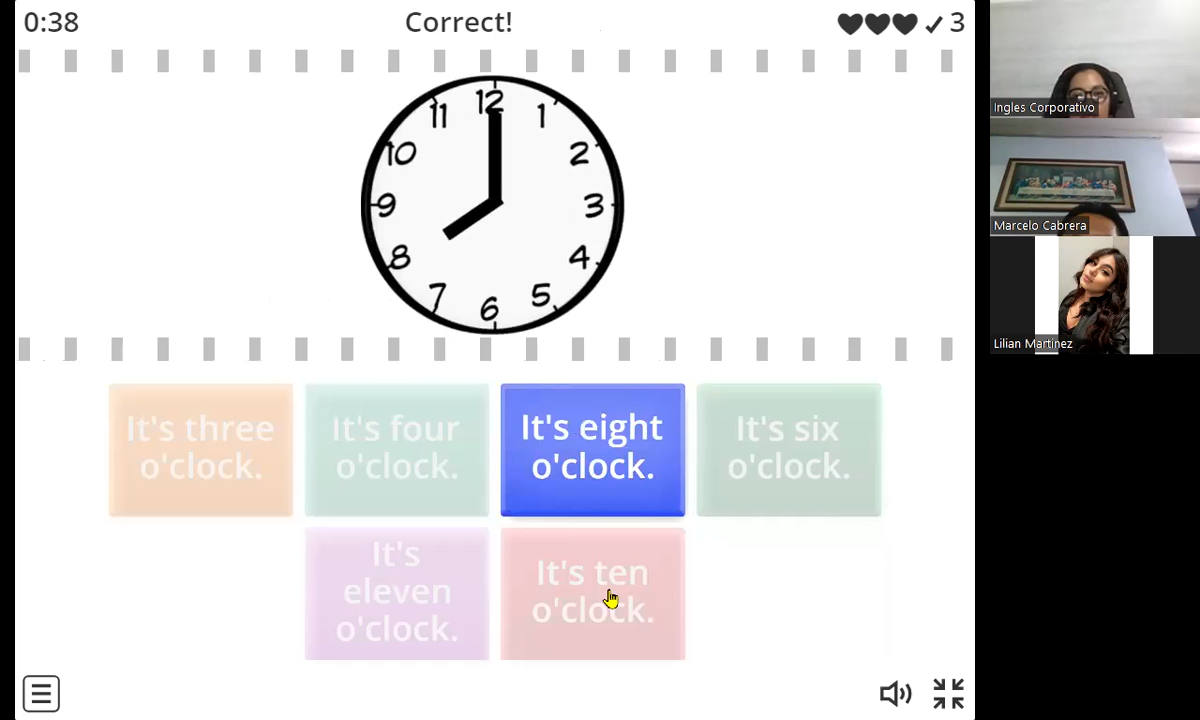 0:38
Correct!
3
12
1
2
3
4
5
6
7
8
9
10
11
It's three
o'clock.
It's four
o'clock.
It's eight
o'clock.
It's six
o'clock.
It's
eleven
o'clock.
It's ten
o'clock.
Ingles Corporativo
Marcelo Cabrera
Lilian Martinez